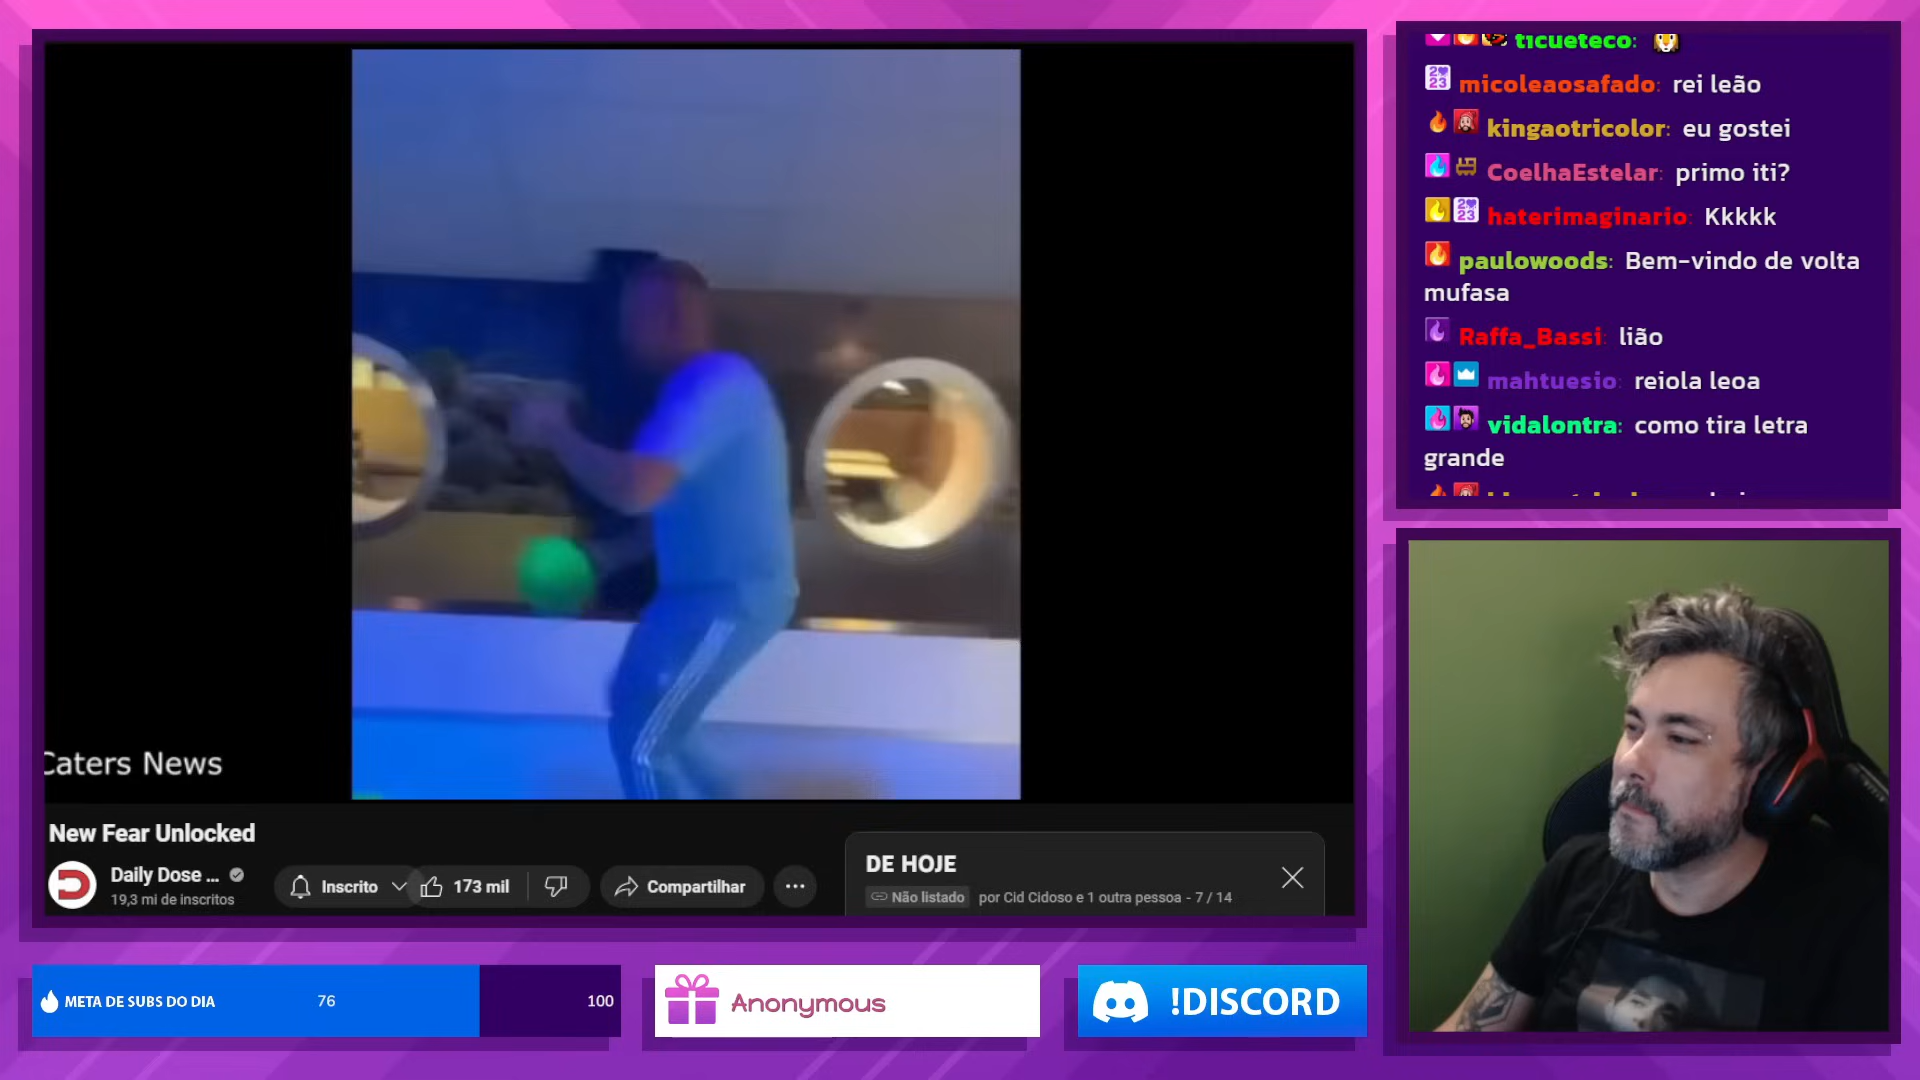 Caters News
New Fear Unlocked
Daily Dose ...
19,3 mi de inscritos
Inscrito
173 mil
Compartilhar
DE HOJE
Não listado
por Cid Cidoso e 1 outra pessoa - 7 / 14
META DE SUBS DO DIA
76
100
Anonymous
!DISCORD
ticueteco:
micoleaosafado: rei leão
kingaotricolor: eu gostei
CoelhaEstelar: primo iti?
haterimaginario: Kkkkk
paulowoods: Bem-vindo de volta
mufasa
Raffa_Bassi: lião
mahtuesio: reiola leoa
vidalontra: como tira letra
grande